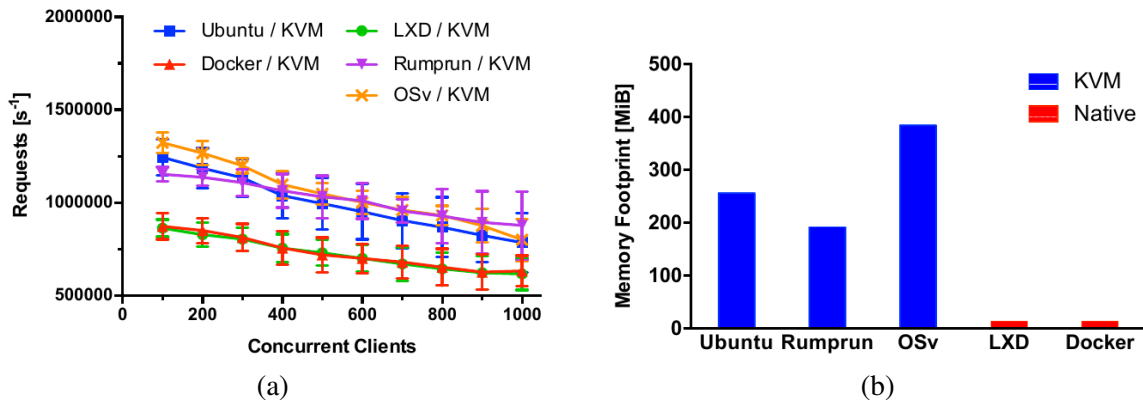 2000000
1500000
1000000
500000
Requests [s⁻¹]
Ubuntu / KVM
LXD / KVM
Docker / KVM
Rumprun / KVM
OSv / KVM
0 200 400 600 800 1000
Concurrent Clients
(a)
500
400
300
200
100
0
Memory Footprint [MiB]
KVM
Native
Ubuntu Rumprun OSv LXD Docker
(b)